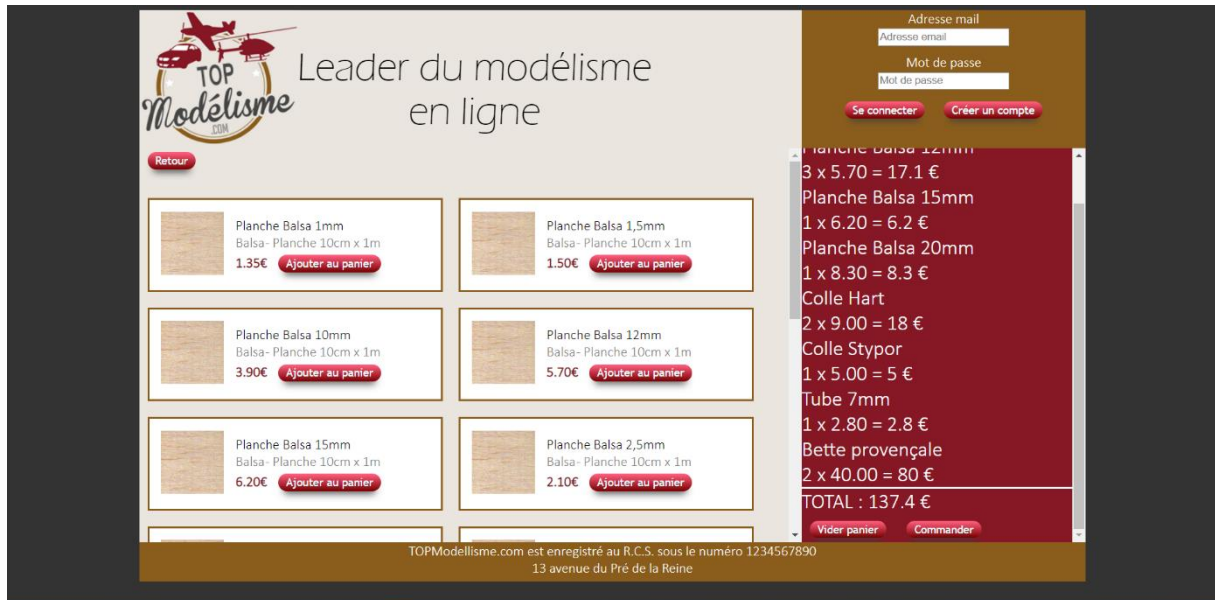 TOP
Modélisme
.COM
Leader du modélisme
en ligne
Adresse mail
Adresse email
Mot de passe
Mot de passe
Se connecter Créer un compte
Retour
Planche Balsa 1mm
Balsa- Planche 10cm x 1m
1.35€ Ajouter au panier
Planche Balsa 1,5mm
Balsa- Planche 10cm x 1m
1.50€ Ajouter au panier
Planche Balsa 10mm
Balsa- Planche 10cm x 1m
3.90€ Ajouter au panier
Planche Balsa 12mm
Balsa- Planche 10cm x 1m
5.70€ Ajouter au panier
Planche Balsa 15mm
Balsa- Planche 10cm x 1m
6.20€ Ajouter au panier
Planche Balsa 2,5mm
Balsa- Planche 10cm x 1m
2.10€ Ajouter au panier
Planche Balsa 12mm
3 x 5.70 = 17.1 €
Planche Balsa 15mm
1 x 6.20 = 6.2 €
Planche Balsa 20mm
1 x 8.30 = 8.3 €
Colle Hart
2 x 9.00 = 18 €
Colle Stypor
1 x 5.00 = 5 €
Tube 7mm
1 x 2.80 = 2.8 €
Bette provençale
2 x 40.00 = 80 €
TOTAL : 137.4 €
Vider panier Commander
TOPModellisme.com est enregistré au R.C.S. sous le numéro 1234567890
13 avenue du Pré de la Reine